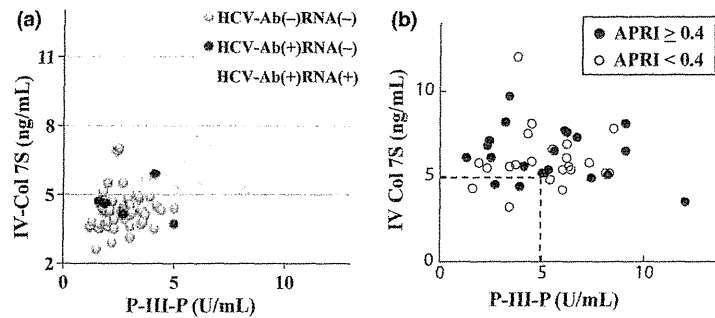 (a)
HCV-Ab(−)RNA(−)
HCV-Ab(+)RNA(−)
HCV-Ab(+)RNA(+)
IV-Col 7S (ng/mL)
11
8
5
2
0
5
10
P-III-P (U/mL)
(b)
APRI ≥ 0.4
APRI < 0.4
IV Col 7S (ng/mL)
10
5
0
0
5
10
P-III-P (U/mL)